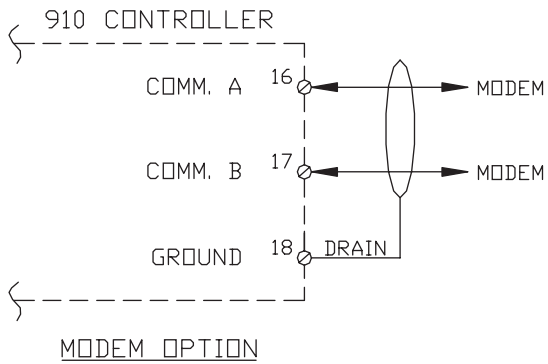 910 CONTROLLER
COMM. A 16 MODEM
COMM. B 17 MODEM
GROUND 18 DRAIN
MODEM OPTION